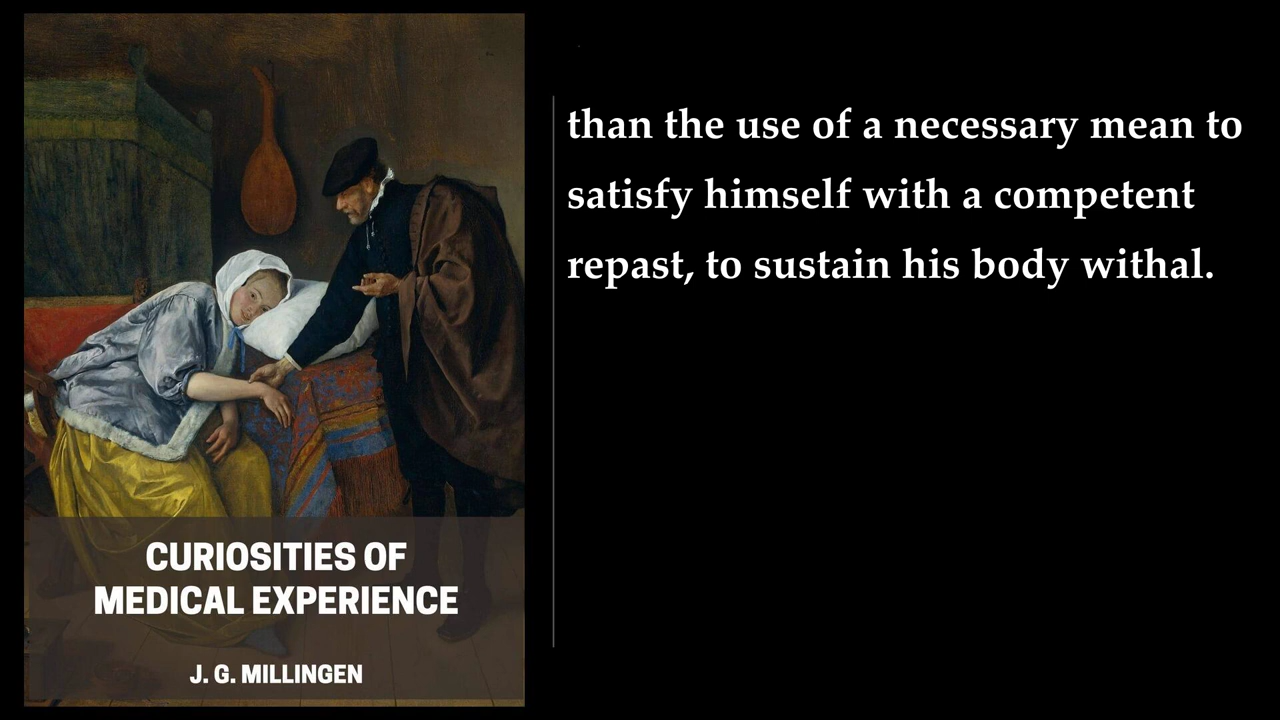 than the use of a necessary mean to
satisfy himself with a competent
repast, to sustain his body withal.
CURIOSITIES OF
MEDICAL EXPERIENCE
J. G. MILLINGEN